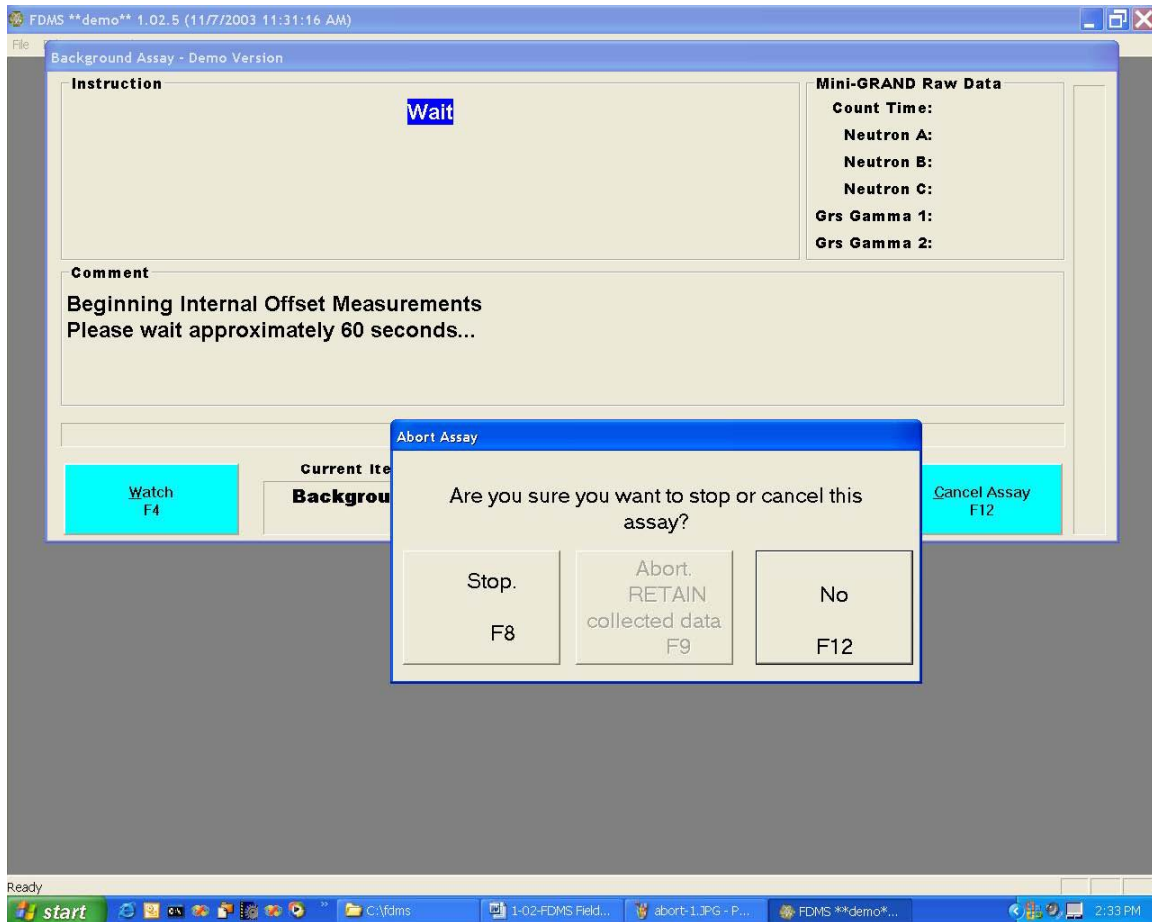 FDMS **demo** 1.02.5 (11/7/2003 11:31:16 AM)
File
Background Assay - Demo Version
Instruction
Wait
Mini-GRAND Raw Data
Count Time:
Neutron A:
Neutron B:
Neutron C:
Grs Gamma 1:
Grs Gamma 2:
Comment
Beginning Internal Offset Measurements
Please wait approximately 60 seconds...
Abort Assay
Are you sure you want to stop or cancel this
assay?
Stop.
F8
Abort.
RETAIN
collected data
F9
No
F12
Watch
F4
Current Ite
Backgrou
Cancel Assay
F12
Ready
start
C:\fdms
1-02-FDMS Field...
abort-1.JPG - P...
FDMS **demo*...
2:33 PM